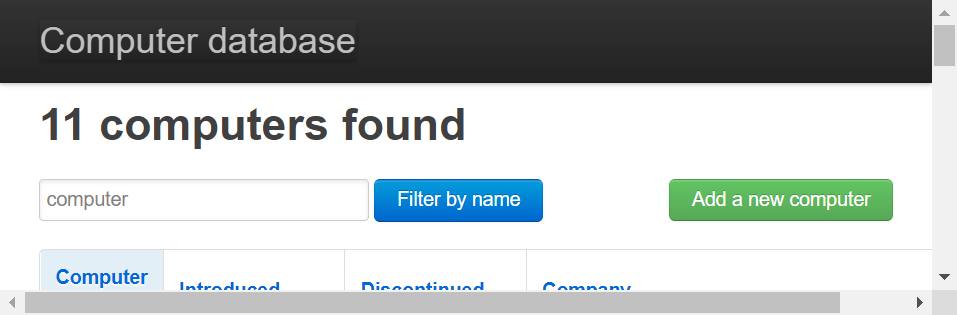 Computer database
11 computers found
computer
Filter by name
Add a new computer
Computer
Introduced
Discontinued
Company